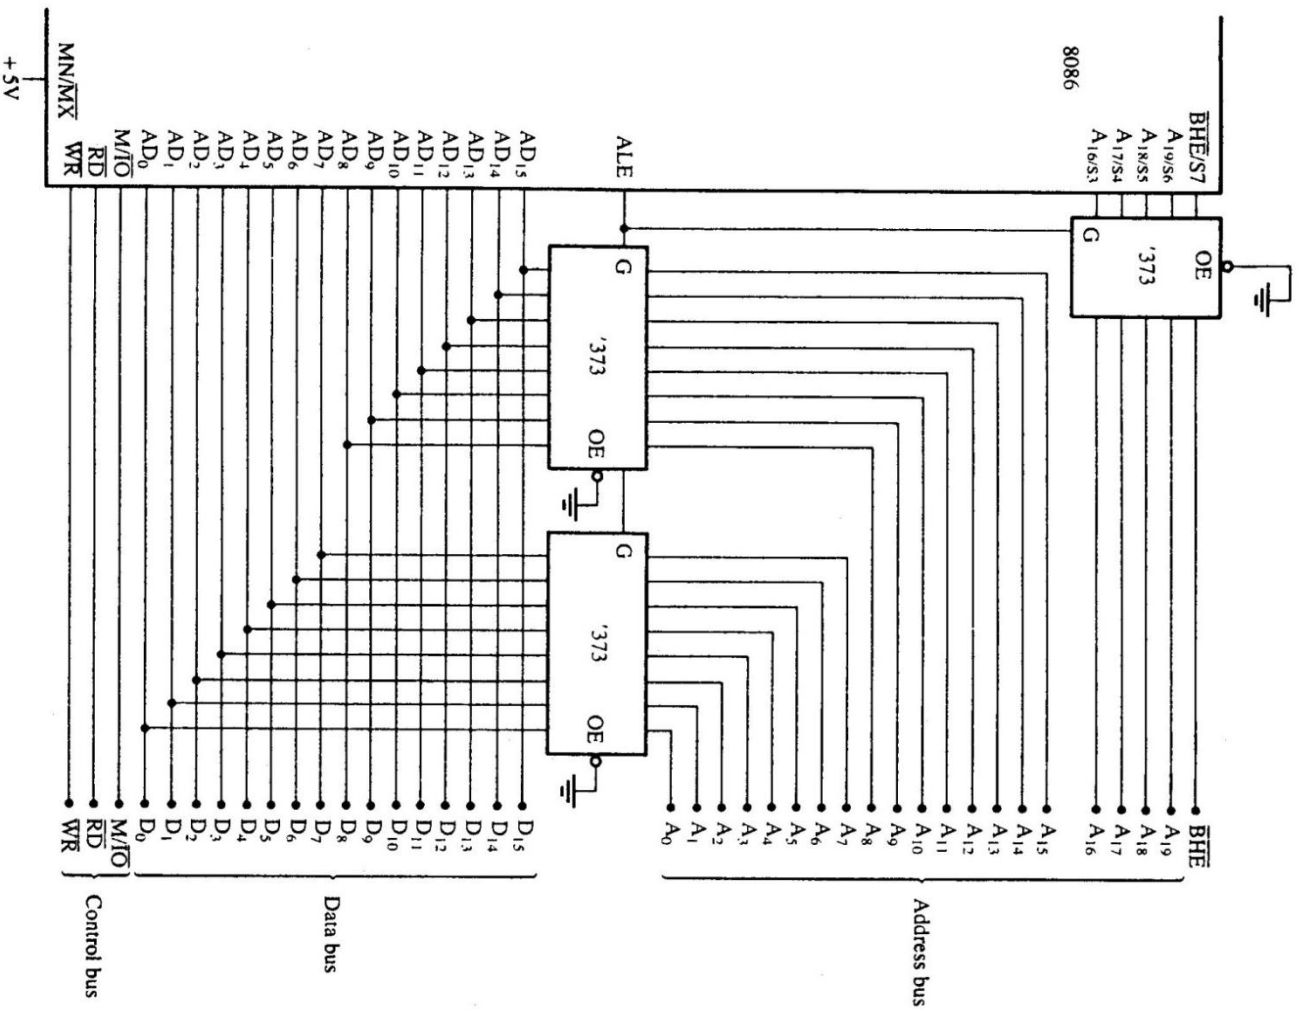 8086
BHE/S7
A19/S6
A18/S5
A17/S4
A16/S3
ALE
AD15
AD14
AD13
AD12
AD11
AD10
AD9
AD8
AD7
AD6
AD5
AD4
AD3
AD2
AD1
AD0
M/IO
RD
WR
MN/MX
+ 5V
OE
'373
G
G
'373
OE
G
'373
OE
BHE
A19
A18
A17
A16
A15
A14
A13
A12
A11
A10
A9
A8
A7
A6
A5
A4
A3
A2
A1
A0
Address bus
D15
D14
D13
D12
D11
D10
D9
D8
D7
D6
D5
D4
D3
D2
D1
D0
Data bus
M/IO
RD
WR
Control bus